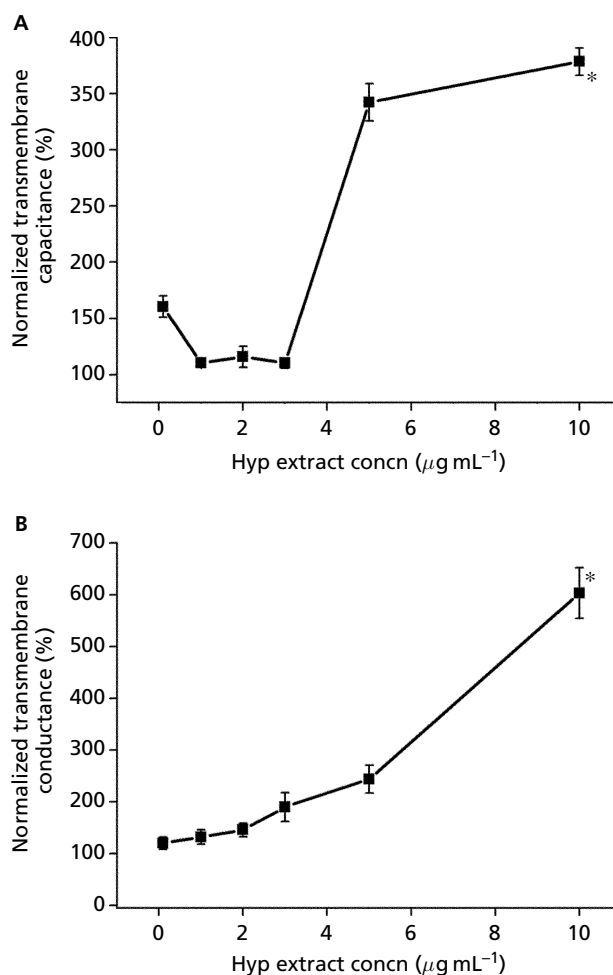 A
Normalized transmembrane
capacitance (%)
400
350
300
250
200
150
100
*
0 2 4 6 8 10
Hyp extract concn (μg mL⁻¹)
B
Normalized transmembrane
conductance (%)
700
600
500
400
300
200
100
0
*
0 2 4 6 8 10
Hyp extract concn (μg mL⁻¹)